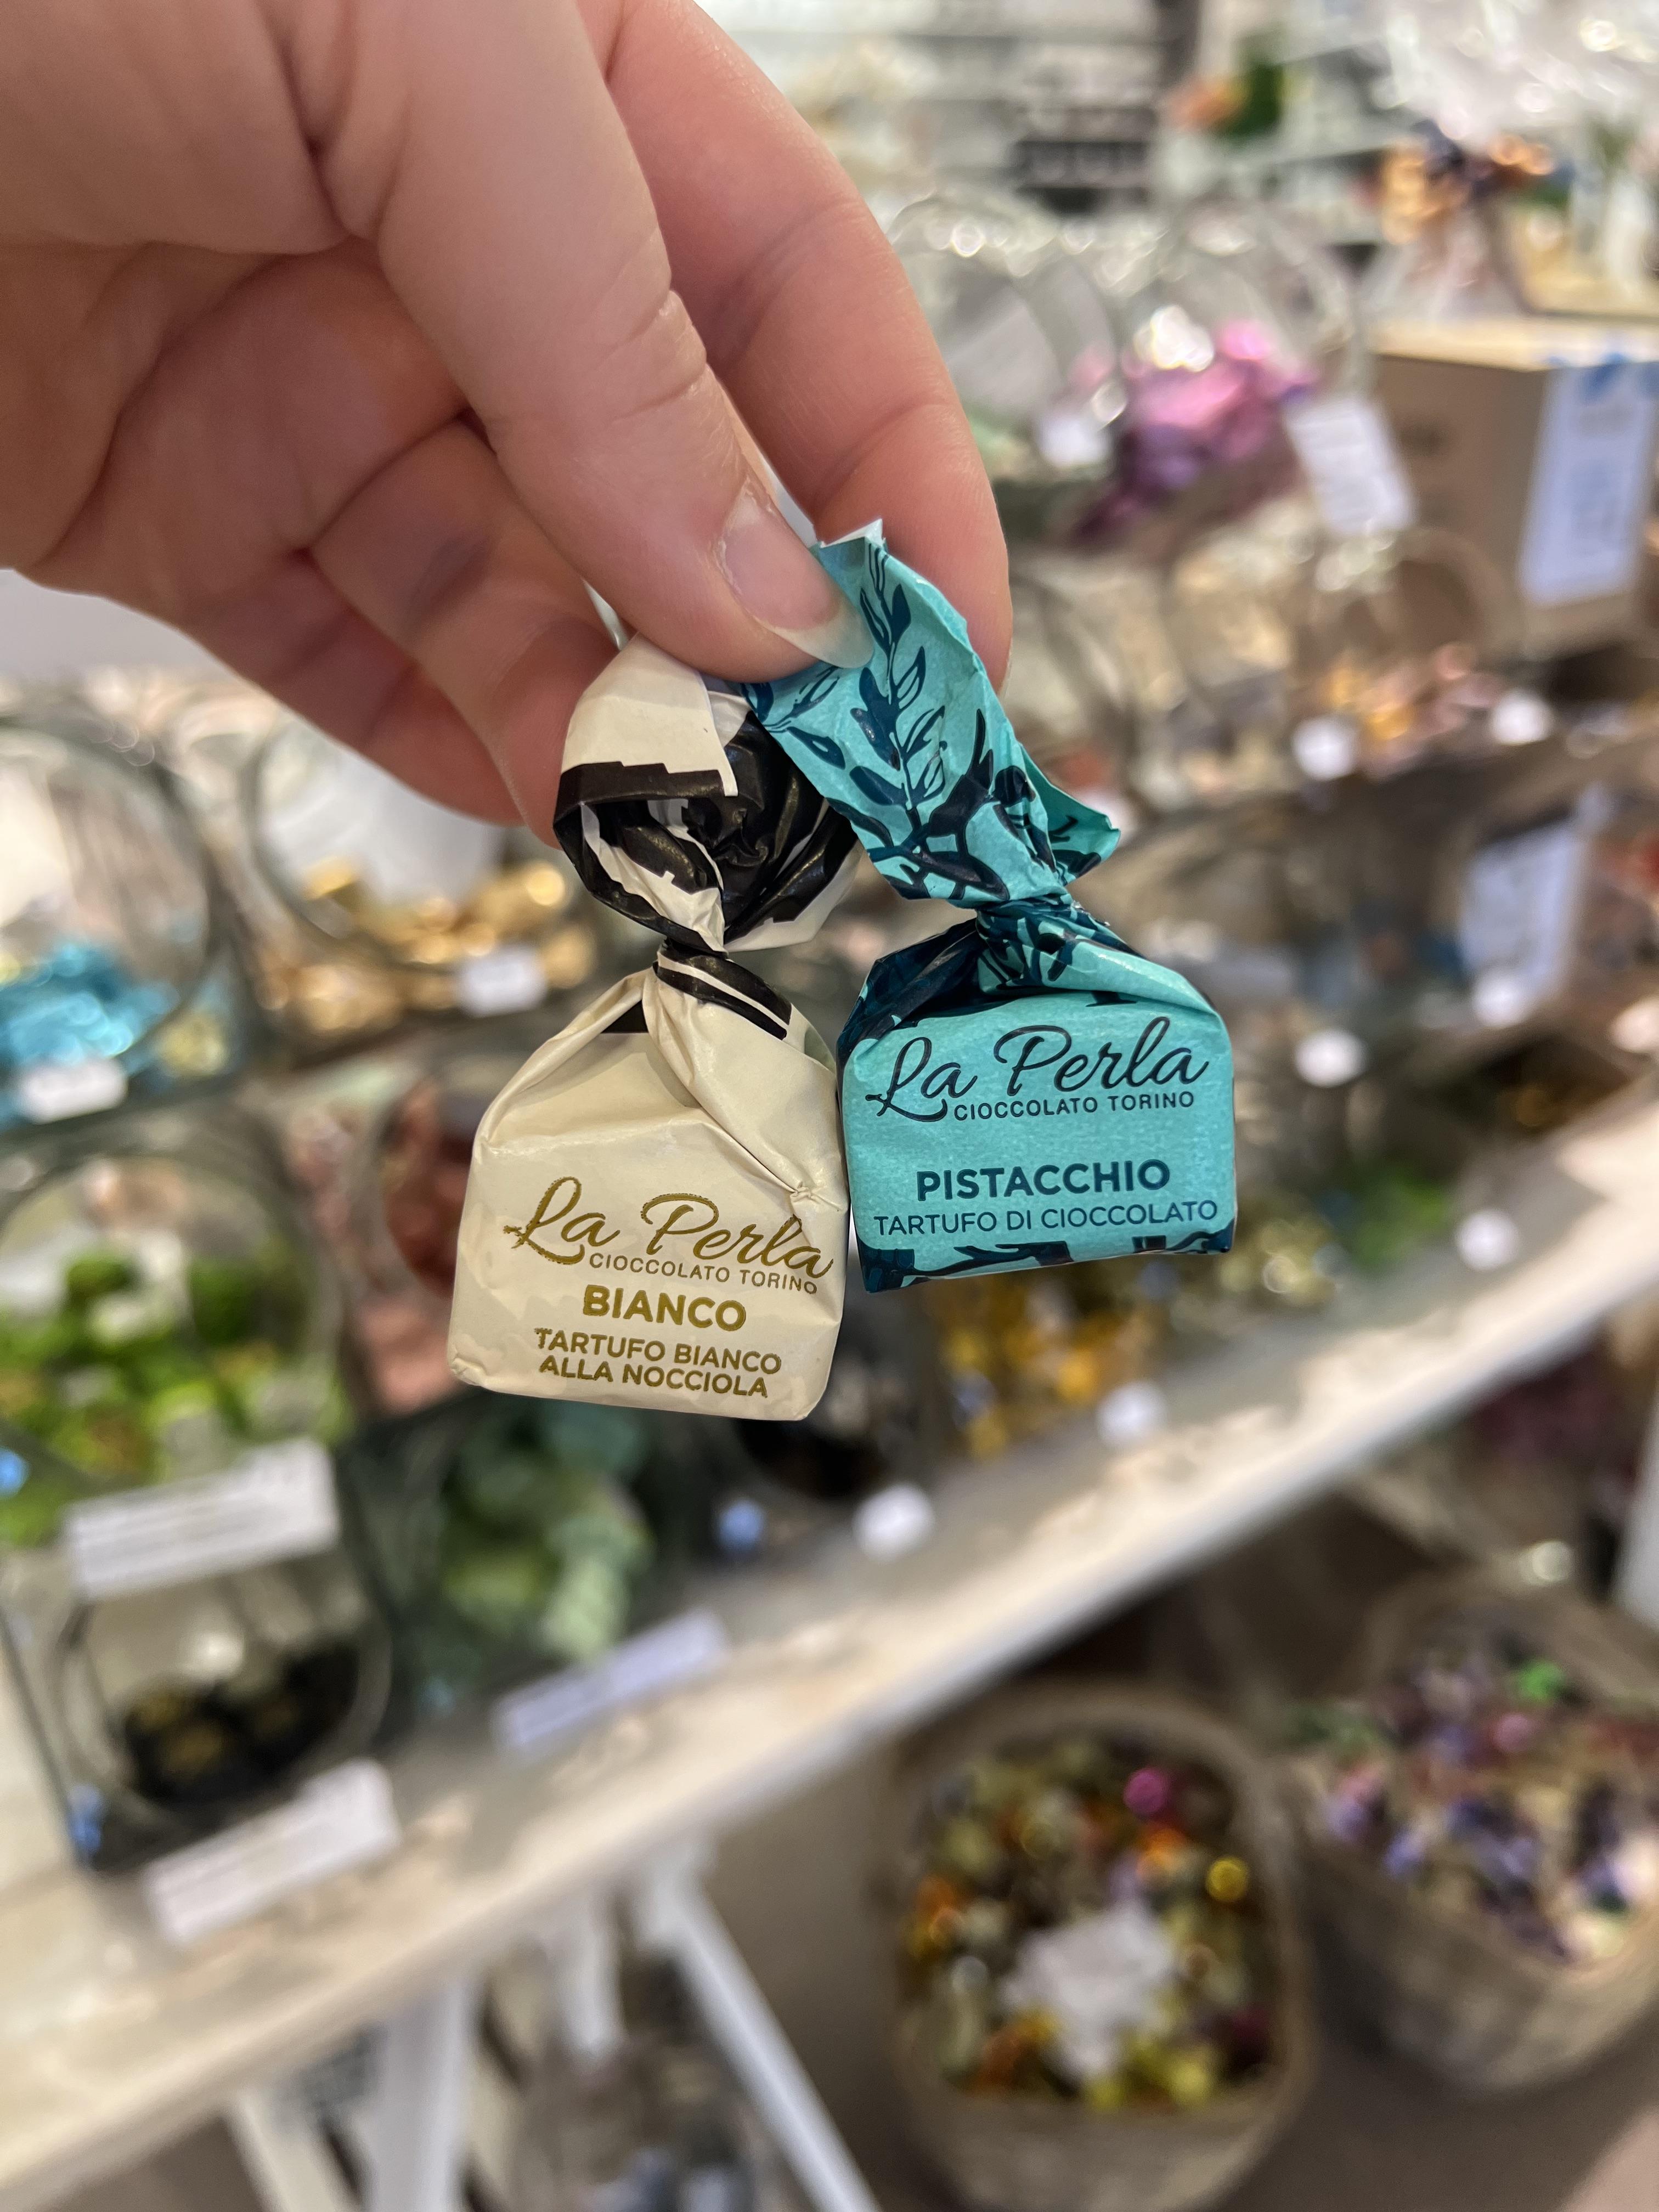 La Perla
CIOCCOLATO TORINO
BIANCO
TARTUFO BIANCO
ALLA NOCCIOLA
La Perla
CIOCCOLATO TORINO
PISTACCHIO
TARTUFO DI CIOCCOLATO